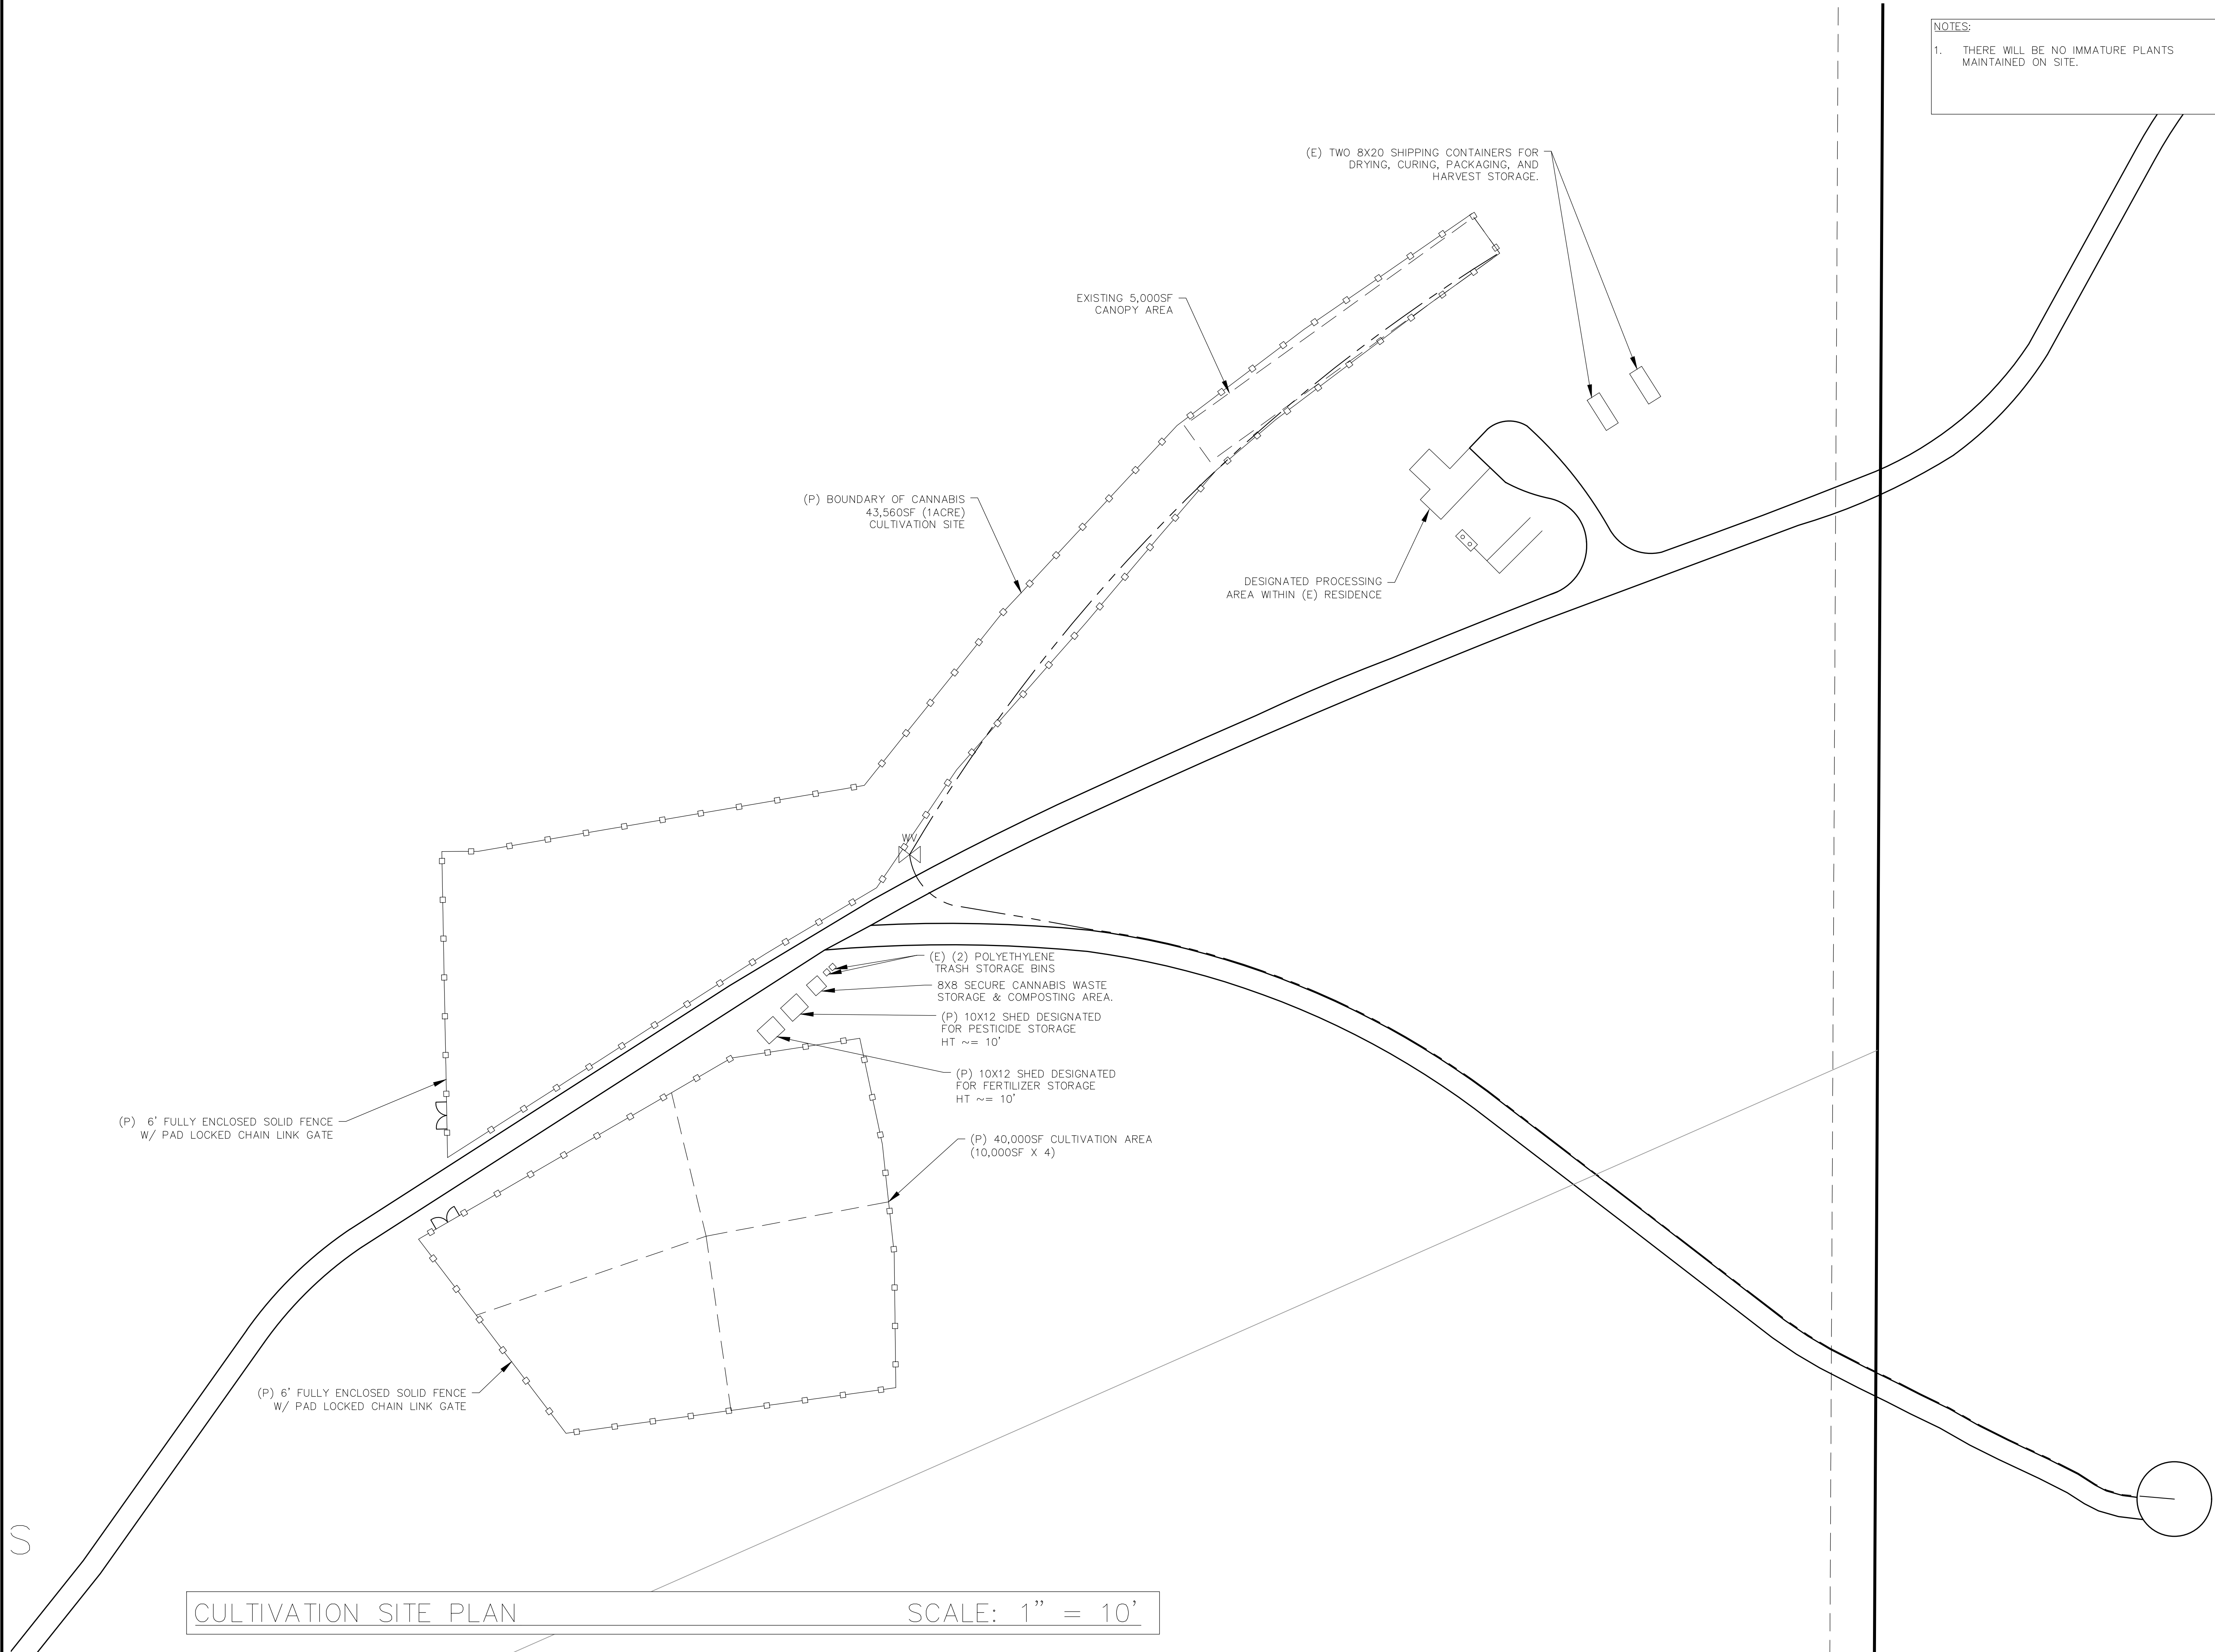 NOTES:
1. THERE WILL BE NO IMMATURE PLANTS
MAINTAINED ON SITE.
(E) TWO 8X20 SHIPPING CONTAINERS FOR
DRYING, CURING, PACKAGING, AND
HARVEST STORAGE.
EXISTING 5,000SF
CANOPY AREA
(P) BOUNDARY OF CANNABIS
43,560SF (1ACRE)
CULTIVATION SITE
DESIGNATED PROCESSING
AREA WITHIN (E) RESIDENCE
WV
(E) (2) POLYETHYLENE
TRASH STORAGE BINS
8X8 SECURE CANNABIS WASTE
STORAGE & COMPOSTING AREA.
(P) 10X12 SHED DESIGNATED
FOR PESTICIDE STORAGE
HT ~= 10'
(P) 10X12 SHED DESIGNATED
FOR FERTILIZER STORAGE
HT ~= 10'
(P) 6' FULLY ENCLOSED SOLID FENCE
W/ PAD LOCKED CHAIN LINK GATE
(P) 40,000SF CULTIVATION AREA
(10,000SF X 4)
(P) 6' FULLY ENCLOSED SOLID FENCE
W/ PAD LOCKED CHAIN LINK GATE
S
CULTIVATION SITE PLAN SCALE: 1" = 10'